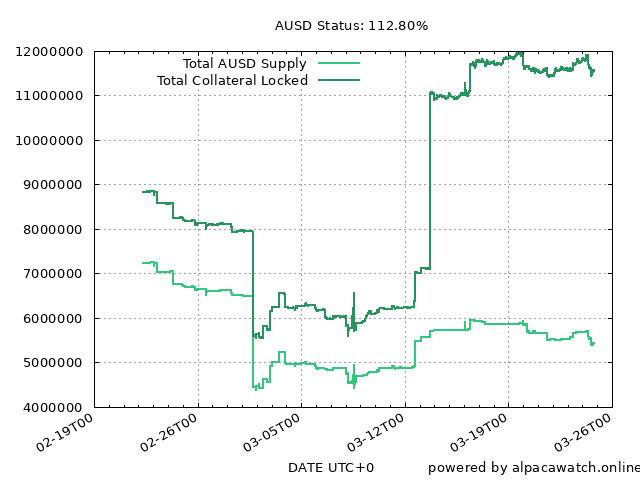 AUSD Status: 112.80%
12000000
11000000
10000000
9000000
8000000
7000000
6000000
5000000
4000000
Total AUSD Supply
Total Collateral Locked
02-19T00
02-26T00
03-05T00
03-12T00
03-19T00
03-26T00
DATE UTC+0
powered by alpacawatch.online